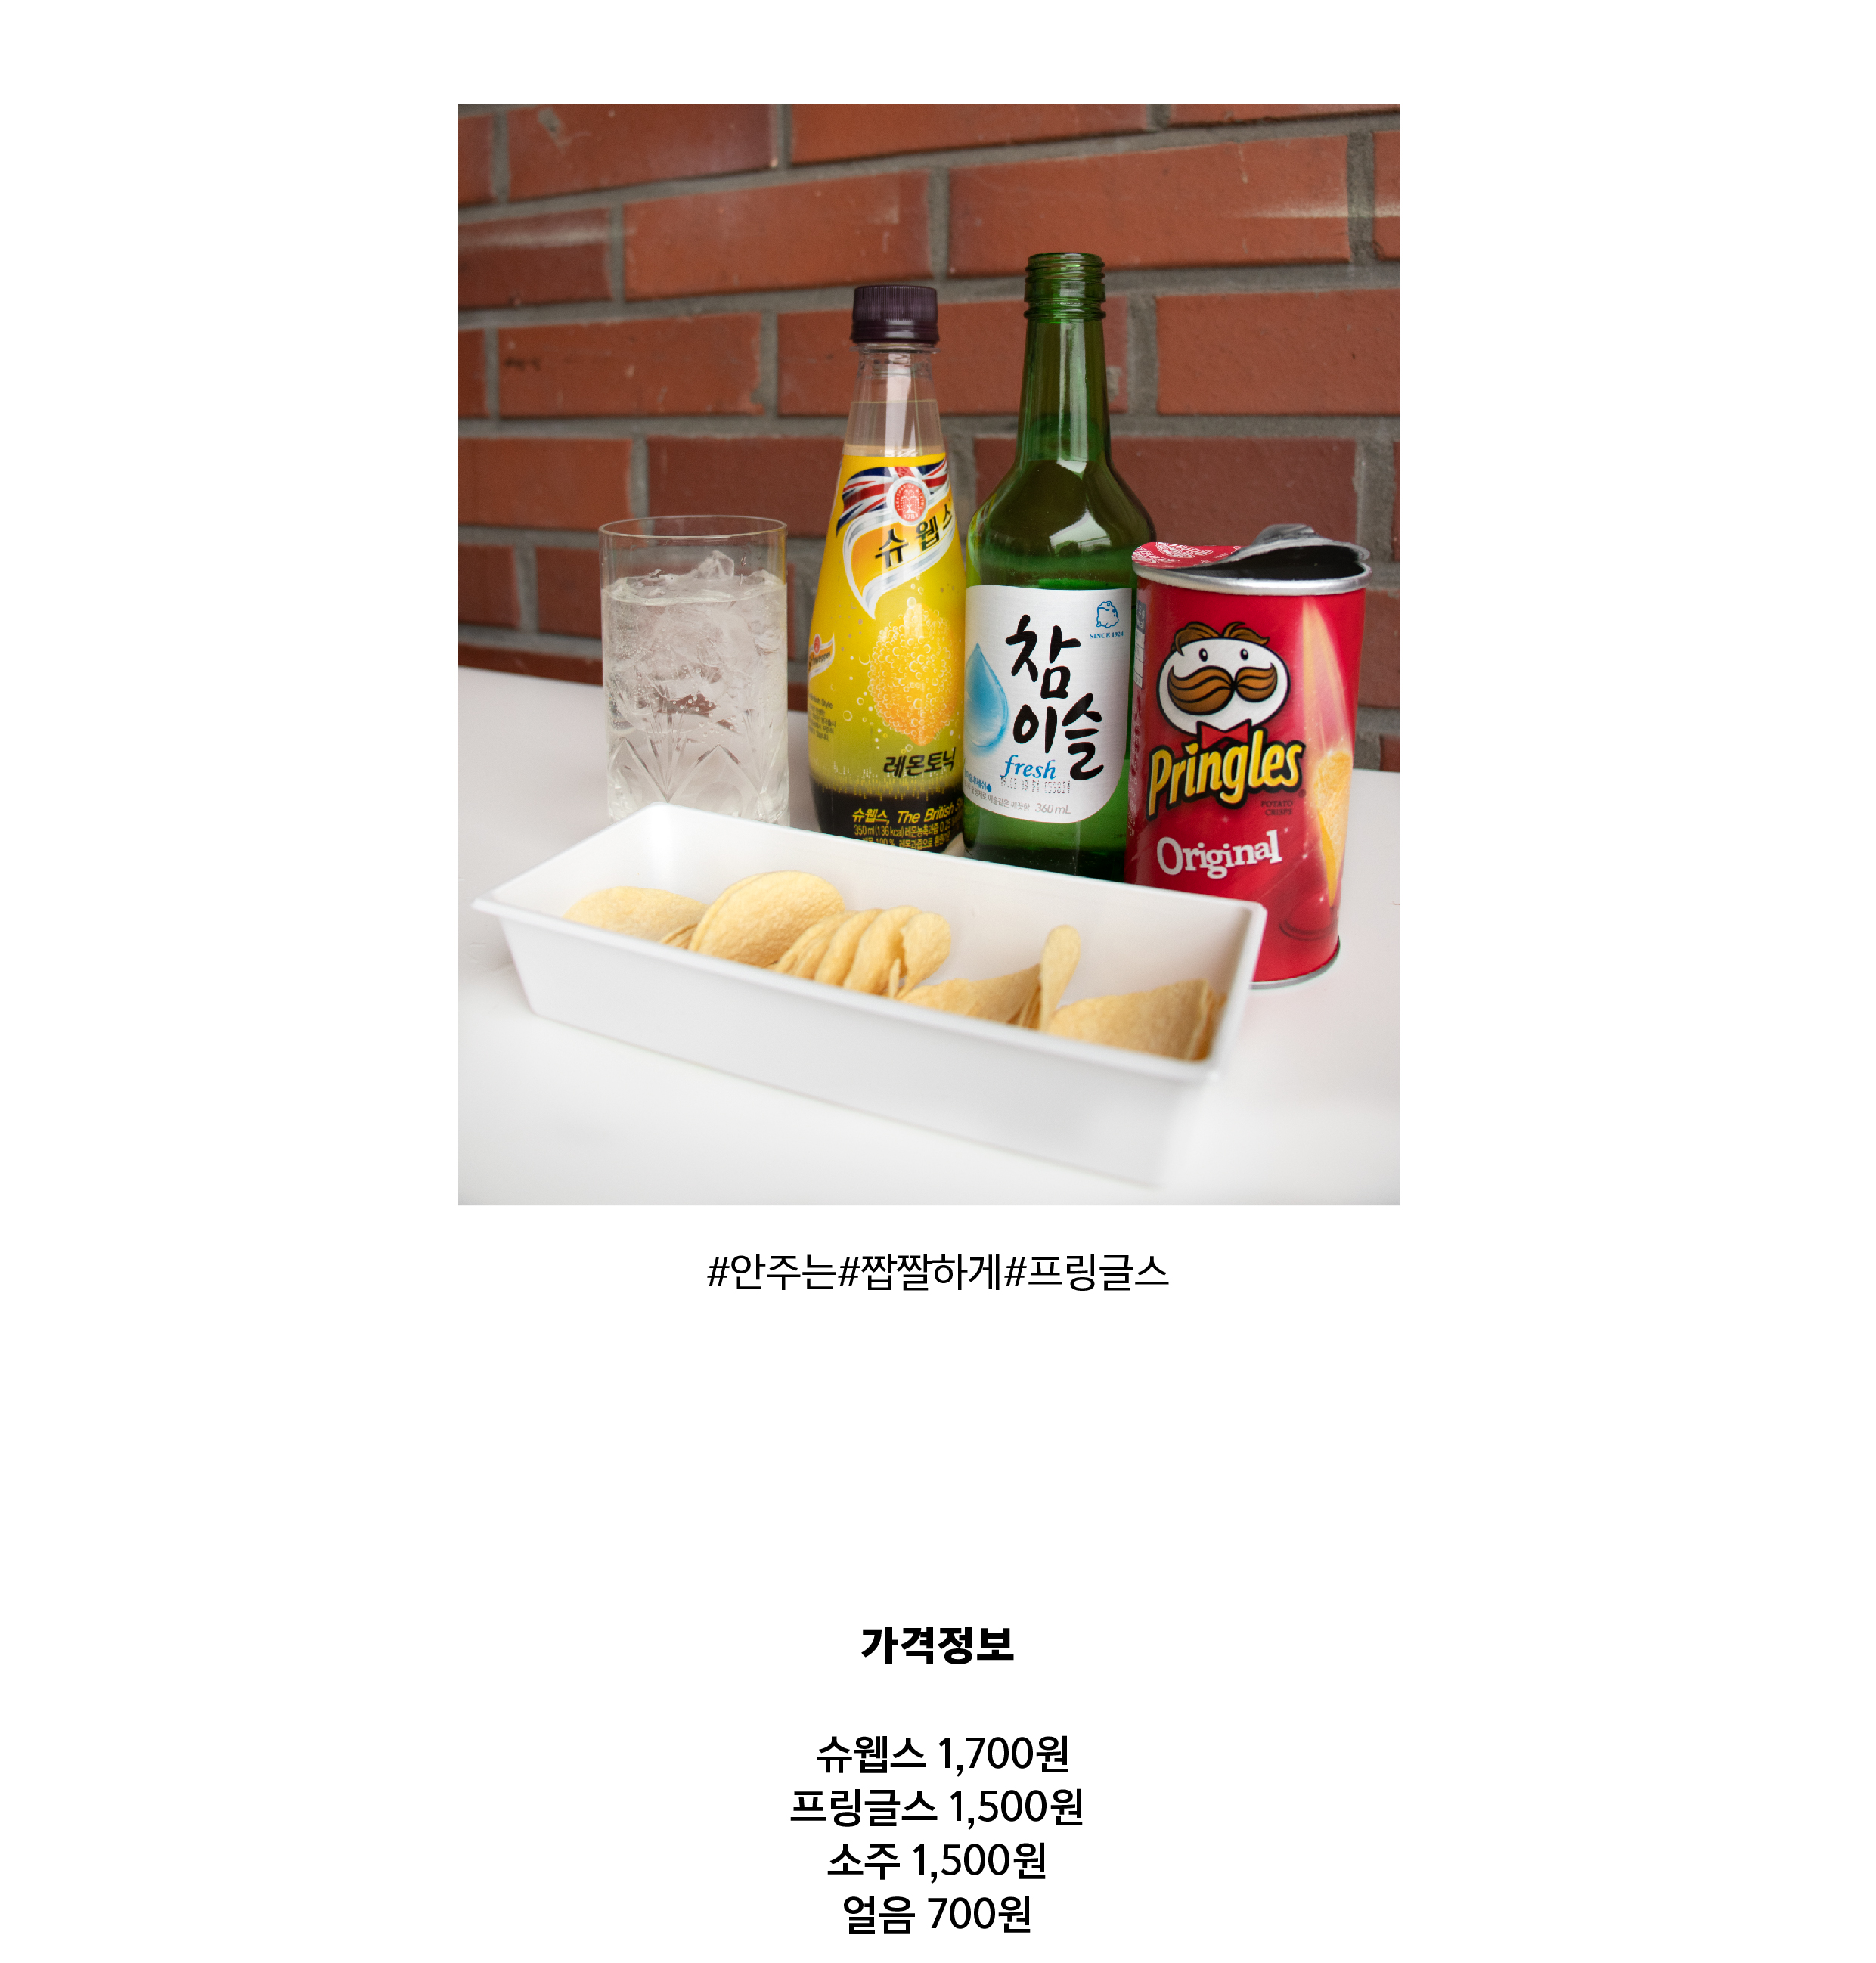 슈웹스
레몬토닉
슈웹스, The British
350 ml (136 kcal)
SINCE 1924
참
이슬
fresh
360mL
Pringles
POTATO
CRISPS
Original
#안주는#짭짤하게#프링글스
가격정보
슈웹스 1,700원
프링글스 1,500원
소주 1,500원
얼음 700원